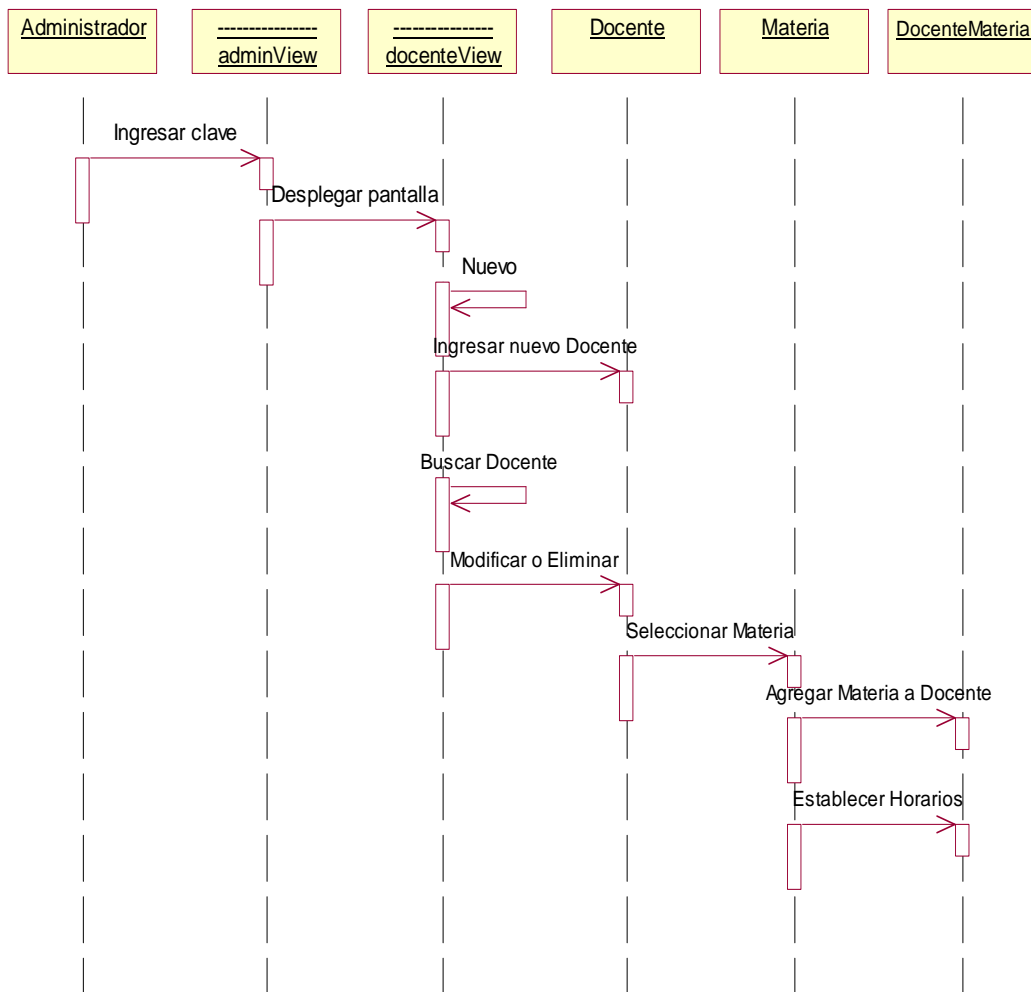 Administrador
----------------
adminView
---------------
docenteView
Docente
Materia
DocenteMateria
Ingresar clave
Desplegar pantalla
Nuevo
Ingresar nuevo Docente
Buscar Docente
Modificar o Eliminar
Seleccionar Materia
Agregar Materia a Docente
Establecer Horarios